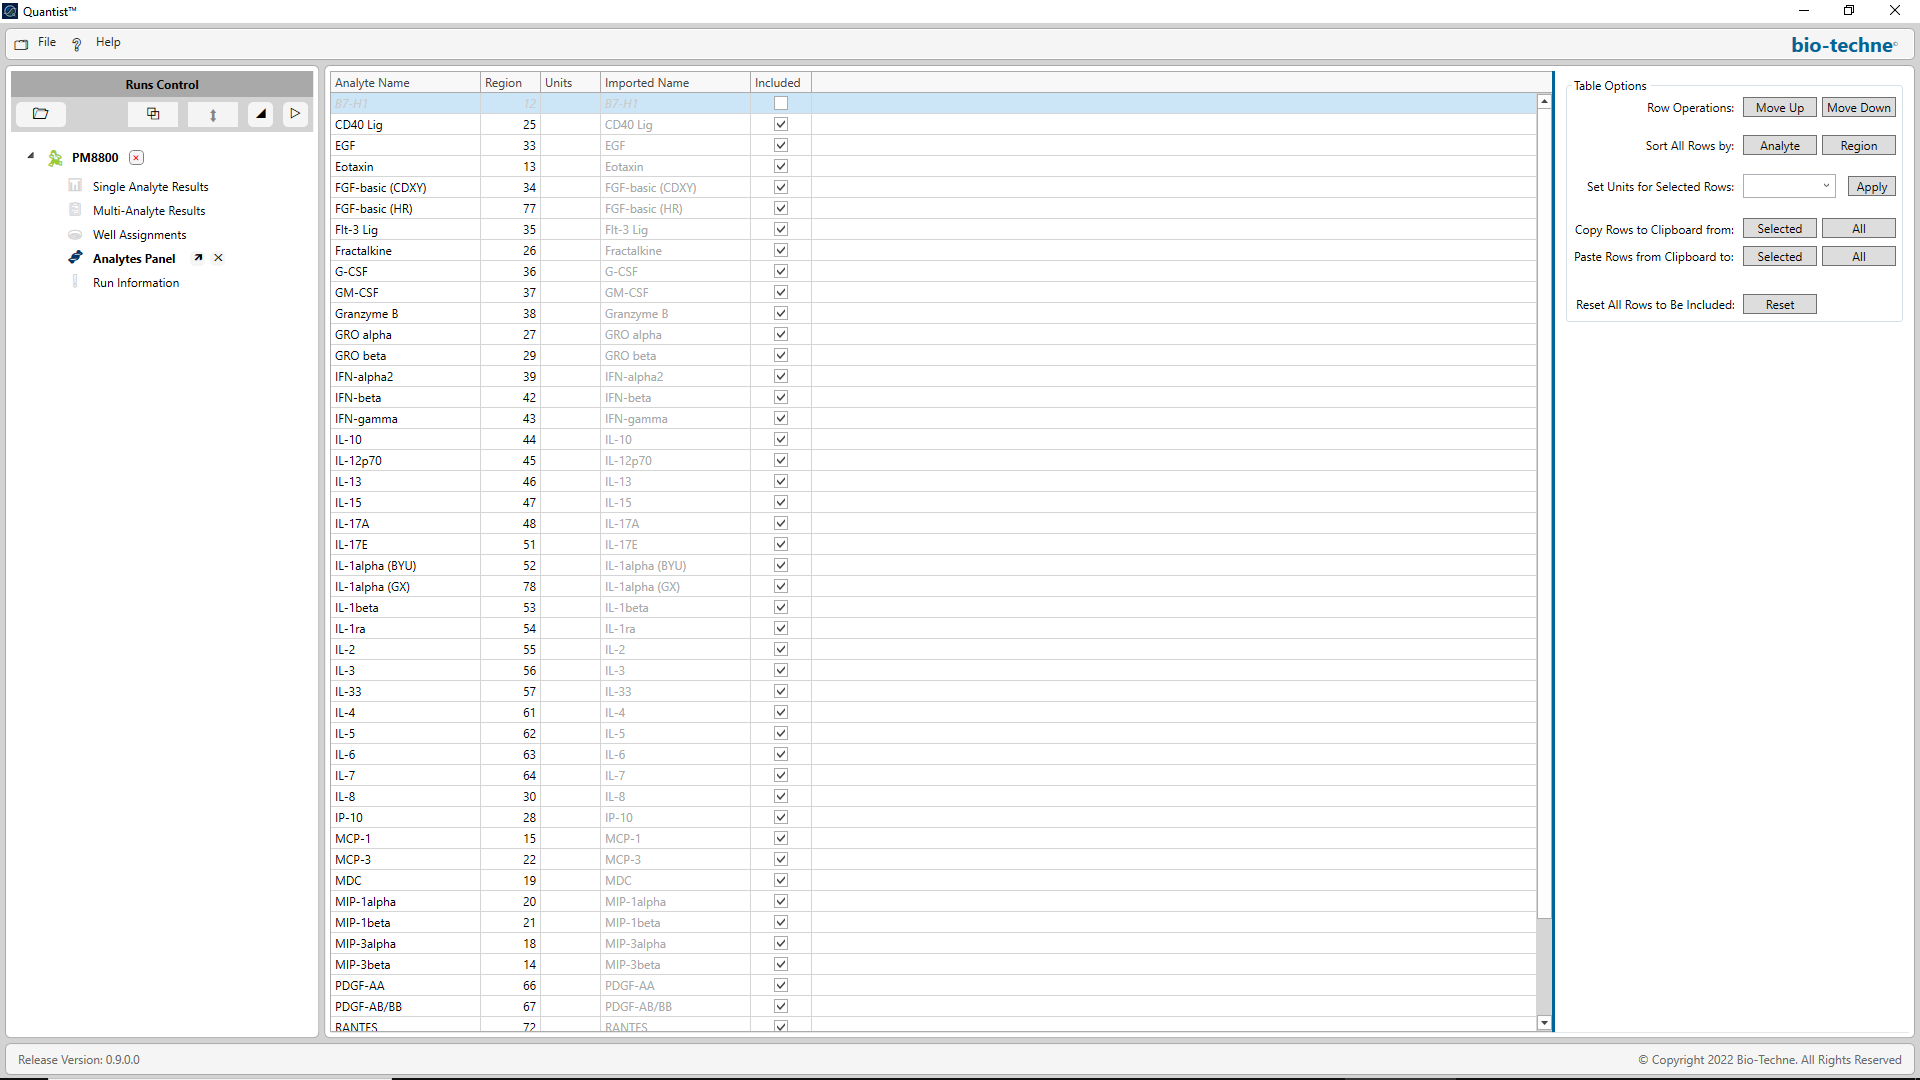 Quantist™
File
Help
bio-techne®
Runs Control
PM8800
Single Analyte Results
Multi-Analyte Results
Well Assignments
Analytes Panel
Run Information
Analyte Name Region Units Imported Name Included
B7-H1 12 B7-H1
CD40 Lig 25 CD40 Lig
EGF 33 EGF
Eotaxin 13 Eotaxin
FGF-basic (CDXY) 34 FGF-basic (CDXY)
FGF-basic (HR) 77 FGF-basic (HR)
Flt-3 Lig 35 Flt-3 Lig
Fractalkine 26 Fractalkine
G-CSF 36 G-CSF
GM-CSF 37 GM-CSF
Granzyme B 38 Granzyme B
GRO alpha 27 GRO alpha
GRO beta 29 GRO beta
IFN-alpha2 39 IFN-alpha2
IFN-beta 42 IFN-beta
IFN-gamma 43 IFN-gamma
IL-10 44 IL-10
IL-12p70 45 IL-12p70
IL-13 46 IL-13
IL-15 47 IL-15
IL-17A 48 IL-17A
IL-17E 51 IL-17E
IL-1alpha (BYU) 52 IL-1alpha (BYU)
IL-1alpha (GX) 78 IL-1alpha (GX)
IL-1beta 53 IL-1beta
IL-1ra 54 IL-1ra
IL-2 55 IL-2
IL-3 56 IL-3
IL-33 57 IL-33
IL-4 61 IL-4
IL-5 62 IL-5
IL-6 63 IL-6
IL-7 64 IL-7
IL-8 30 IL-8
IP-10 28 IP-10
MCP-1 15 MCP-1
MCP-3 22 MCP-3
MDC 19 MDC
MIP-1alpha 20 MIP-1alpha
MIP-1beta 21 MIP-1beta
MIP-3alpha 18 MIP-3alpha
MIP-3beta 14 MIP-3beta
PDGF-AA 66 PDGF-AA
PDGF-AB/BB 67 PDGF-AB/BB
RANTES 72 RANTES
Table Options
Row Operations: Move Up Move Down
Sort All Rows by: Analyte Region
Set Units for Selected Rows: Apply
Copy Rows to Clipboard from: Selected All
Paste Rows from Clipboard to: Selected All
Reset All Rows to Be Included: Reset
Release Version: 0.9.0.0
© Copyright 2022 Bio-Techne. All Rights Reserved